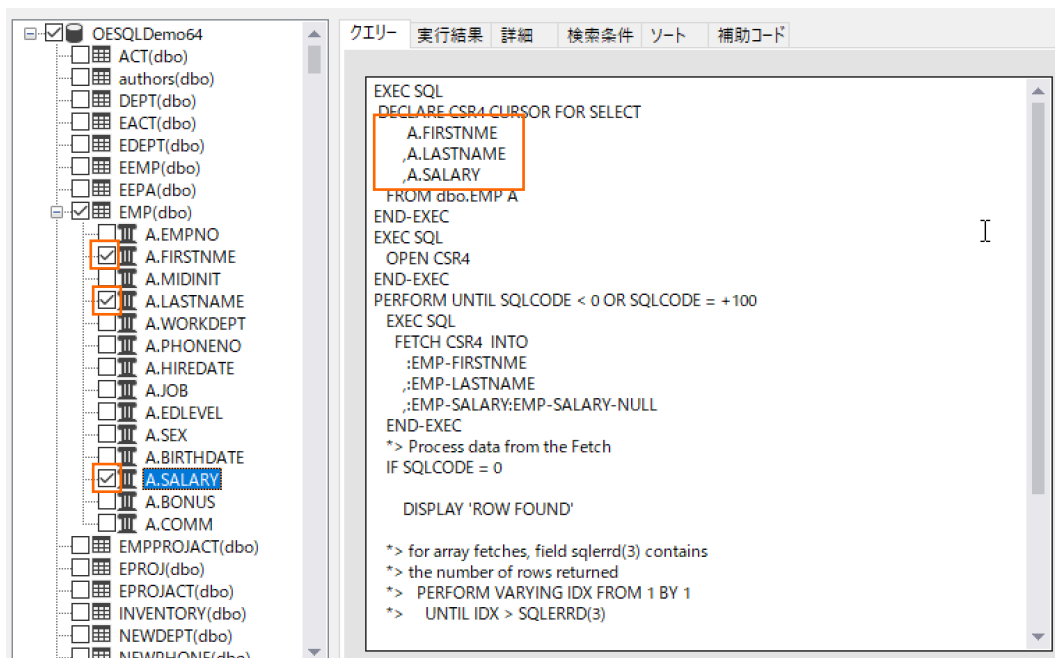 OESQLDemo64
ACT(dbo)
authors(dbo)
DEPT(dbo)
EACT(dbo)
EDEPT(dbo)
EEMP(dbo)
EEPA(dbo)
EMP(dbo)
A.EMPNO
A.FIRSTNME
A.MIDINIT
A.LASTNAME
A.WORKDEPT
A.PHONENO
A.HIREDATE
A.JOB
A.EDLEVEL
A.SEX
A.BIRTHDATE
A.SALARY
A.BONUS
A.COMM
EMPPROJACT(dbo)
EPROJ(dbo)
EPROJACT(dbo)
INVENTORY(dbo)
NEWDEPT(dbo)
NEWPHONE(dbo)
クエリー 実行結果 詳細 検索条件 ソート 補助コード
EXEC SQL
DECLARE CSR4 CURSOR FOR SELECT
A.FIRSTNME
,A.LASTNAME
,A.SALARY
FROM dbo.EMP A
END-EXEC
EXEC SQL
OPEN CSR4
END-EXEC
PERFORM UNTIL SQLCODE < 0 OR SQLCODE = +100
EXEC SQL
FETCH CSR4 INTO
:EMP-FIRSTNME
,:EMP-LASTNAME
,:EMP-SALARY:EMP-SALARY-NULL
END-EXEC
*> Process data from the Fetch
IF SQLCODE = 0
DISPLAY 'ROW FOUND'
*> for array fetches, field sqlerrd(3) contains
*> the number of rows returned
*> PERFORM VARYING IDX FROM 1 BY 1
*> UNTIL IDX > SQLERRD(3)